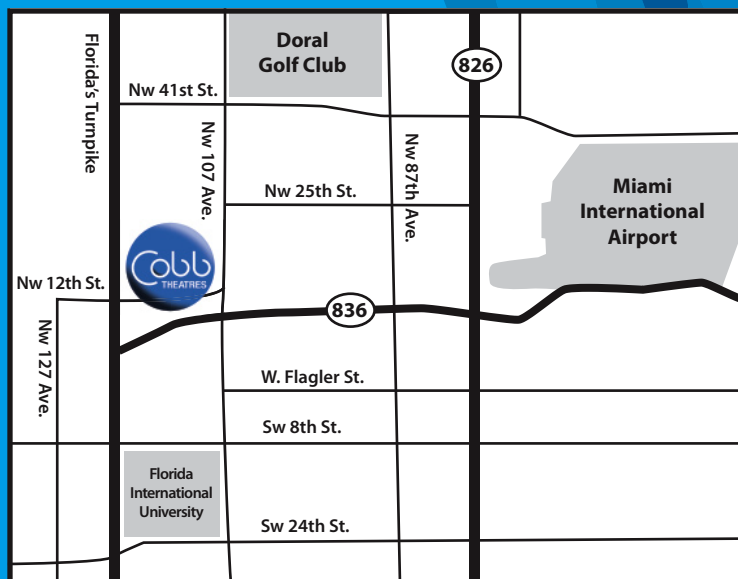 Florida's Turnpike
Doral
Golf Club
826
Nw 41st St.
Nw 107 Ave.
Nw 87th Ave.
Nw 25th St.
Miami
International
Airport
Cobb
THEATRES
Nw 12th St.
836
Nw 127 Ave.
W. Flagler St.
Sw 8th St.
Florida
International
University
Sw 24th St.